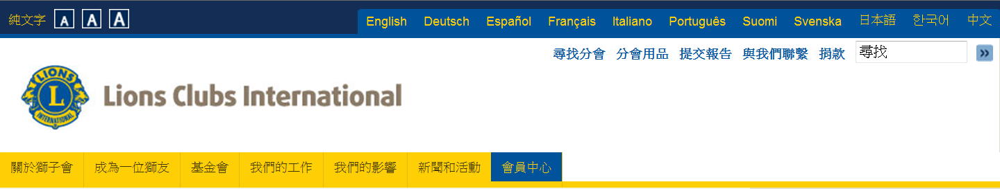 純文字 A A A English Deutsch Español Français Italiano Português Suomi Svenska 日本語 한국어 中文
尋找分會 分會用品 提交報告 與我們聯繫 捐款 尋找
LIONS
L
INTERNATIONAL
Lions Clubs International
關於獅子會 成為一位獅友 基金會 我們的工作 我們的影響 新聞和活動 會員中心